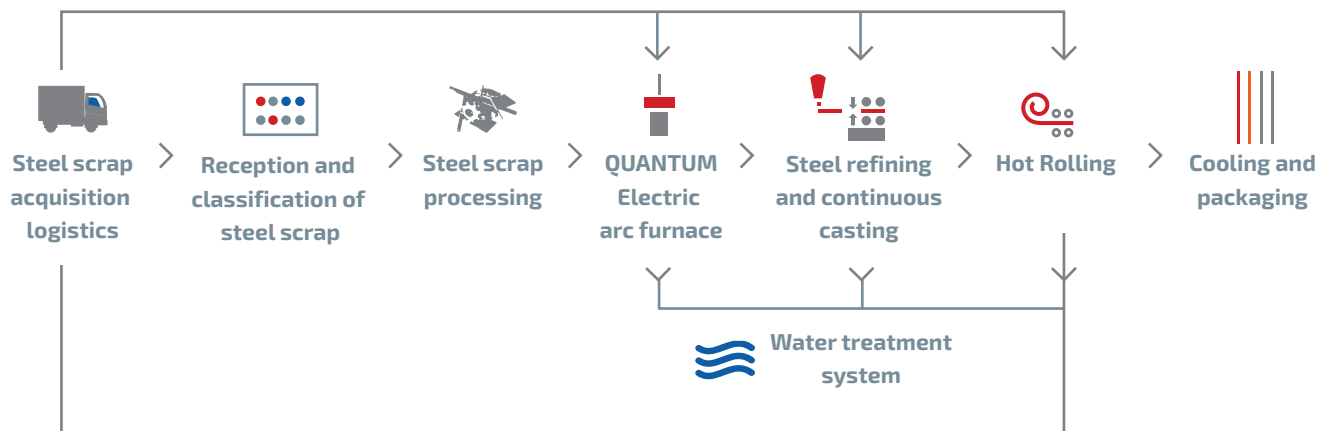 Steel scrap
acquisition
logistics
Reception and
classification of
steel scrap
Steel scrap
processing
QUANTUM
Electric
arc furnace
Steel refining
and continuous
casting
Hot Rolling
Cooling and
packaging
Water treatment
system